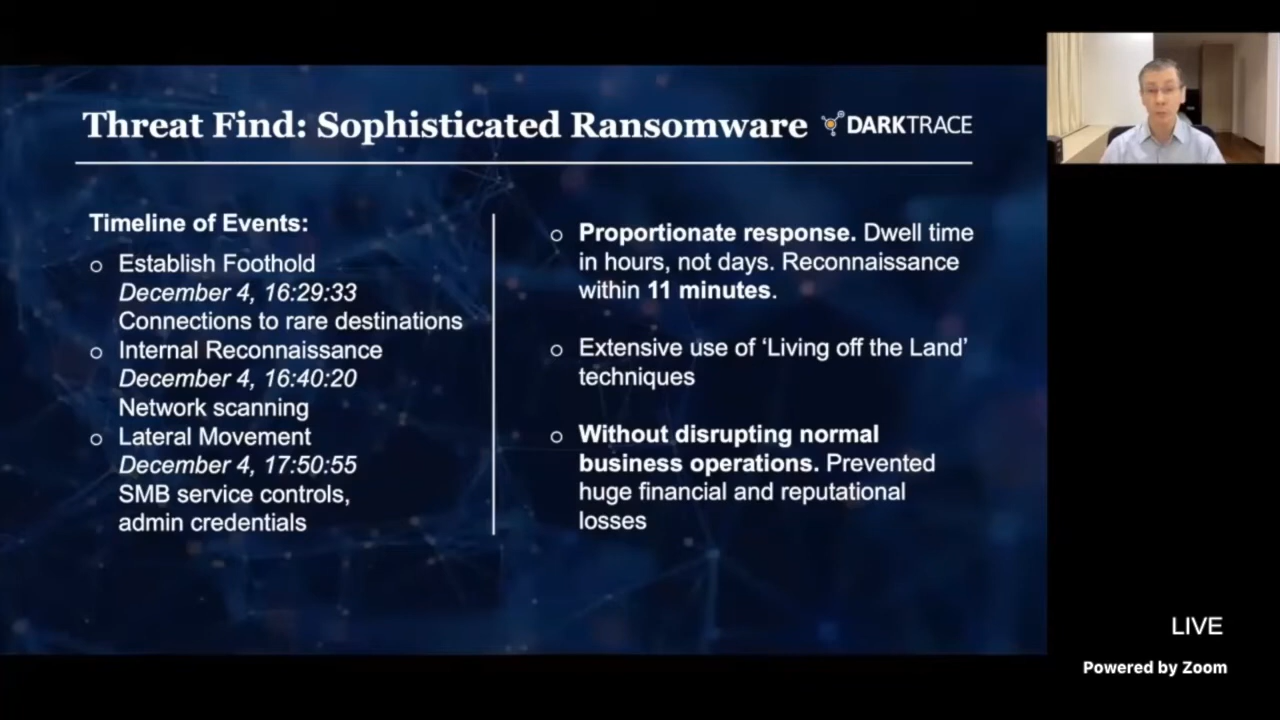 Threat Find: Sophisticated Ransomware
DARKTRACE
Timeline of Events:
Establish Foothold
December 4, 16:29:33
Connections to rare destinations
Internal Reconnaissance
December 4, 16:40:20
Network scanning
Lateral Movement
December 4, 17:50:55
SMB service controls,
admin credentials
Proportionate response. Dwell time
in hours, not days. Reconnaissance
within 11 minutes.
Extensive use of ‘Living off the Land’
techniques
Without disrupting normal
business operations. Prevented
huge financial and reputational
losses
LIVE
Powered by Zoom